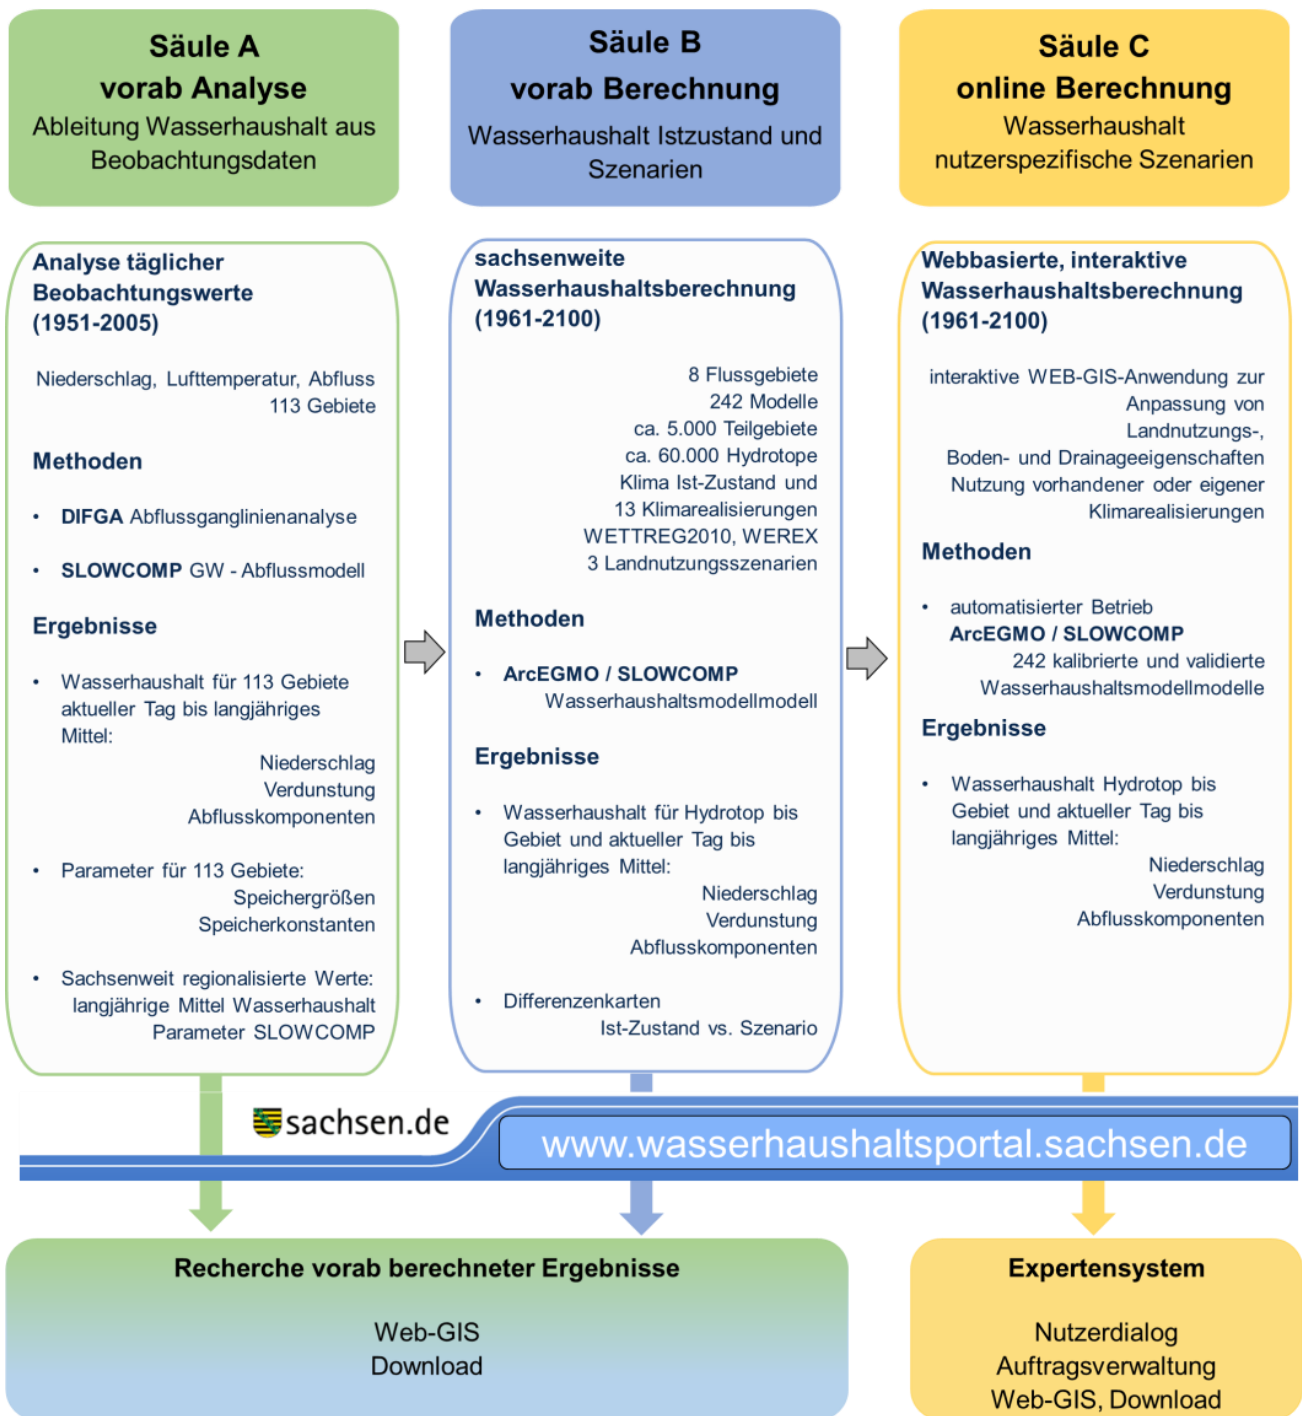 Säule A
vorab Analyse
Ableitung Wasserhaushalt aus
Beobachtungsdaten
Säule B
vorab Berechnung
Wasserhaushalt Istzustand und
Szenarien
Säule C
online Berechnung
Wasserhaushalt
nutzerspezifische Szenarien
Analyse täglicher
Beobachtungswerte
(1951-2005)
Niederschlag, Lufttemperatur, Abfluss
113 Gebiete
Methoden
• DIFGA Abflussganglinienanalyse
• SLOWCOMP GW - Abflussmodell
Ergebnisse
• Wasserhaushalt für 113 Gebiete
aktueller Tag bis langjähriges
Mittel:
Niederschlag
Verdunstung
Abflusskomponenten
• Parameter für 113 Gebiete:
Speichergrößen
Speicherkonstanten
• Sachsenweit regionalisierte Werte:
langjährige Mittel Wasserhaushalt
Parameter SLOWCOMP
sachsenweite
Wasserhaushaltsberechnung
(1961-2100)
8 Flussgebiete
242 Modelle
ca. 5.000 Teilgebiete
ca. 60.000 Hydrotope
Klima Ist-Zustand und
13 Klimarealisierungen
WETTREG2010, WEREX
3 Landnutzungsszenarien
Methoden
• ArcEGMO / SLOWCOMP
Wasserhaushaltsmodellmodell
Ergebnisse
• Wasserhaushalt für Hydrotop bis
Gebiet und aktueller Tag bis
langjähriges Mittel:
Niederschlag
Verdunstung
Abflusskomponenten
• Differenzenkarten
Ist-Zustand vs. Szenario
Webbasierte, interaktive
Wasserhaushaltsberechnung
(1961-2100)
interaktive WEB-GIS-Anwendung zur
Anpassung von
Landnutzungs-,
Boden- und Drainageeigenschaften
Nutzung vorhandener oder eigener
Klimarealisierungen
Methoden
• automatisierter Betrieb
ArcEGMO / SLOWCOMP
242 kalibrierte und validierte
Wasserhaushaltsmodellmodelle
Ergebnisse
• Wasserhaushalt Hydrotop bis
Gebiet und aktueller Tag bis
langjähriges Mittel:
Niederschlag
Verdunstung
Abflusskomponenten
sachsen.de
www.wasserhaushaltsportal.sachsen.de
Recherche vorab berechneter Ergebnisse
Web-GIS
Download
Expertensystem
Nutzerdialog
Auftragsverwaltung
Web-GIS, Download